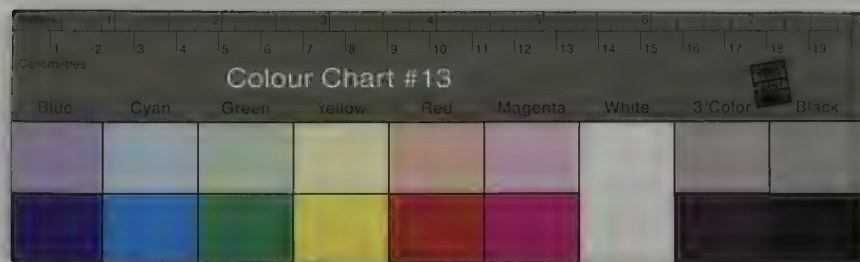 Inches 1 2 3 4 5 6
1 2 3 4 5 6 7 8 9 10 11 12 13 14 15 16 17 18 19
Centimetres
Colour Chart #13
Blue Cyan Green Yellow Red Magenta White 3/Color Black